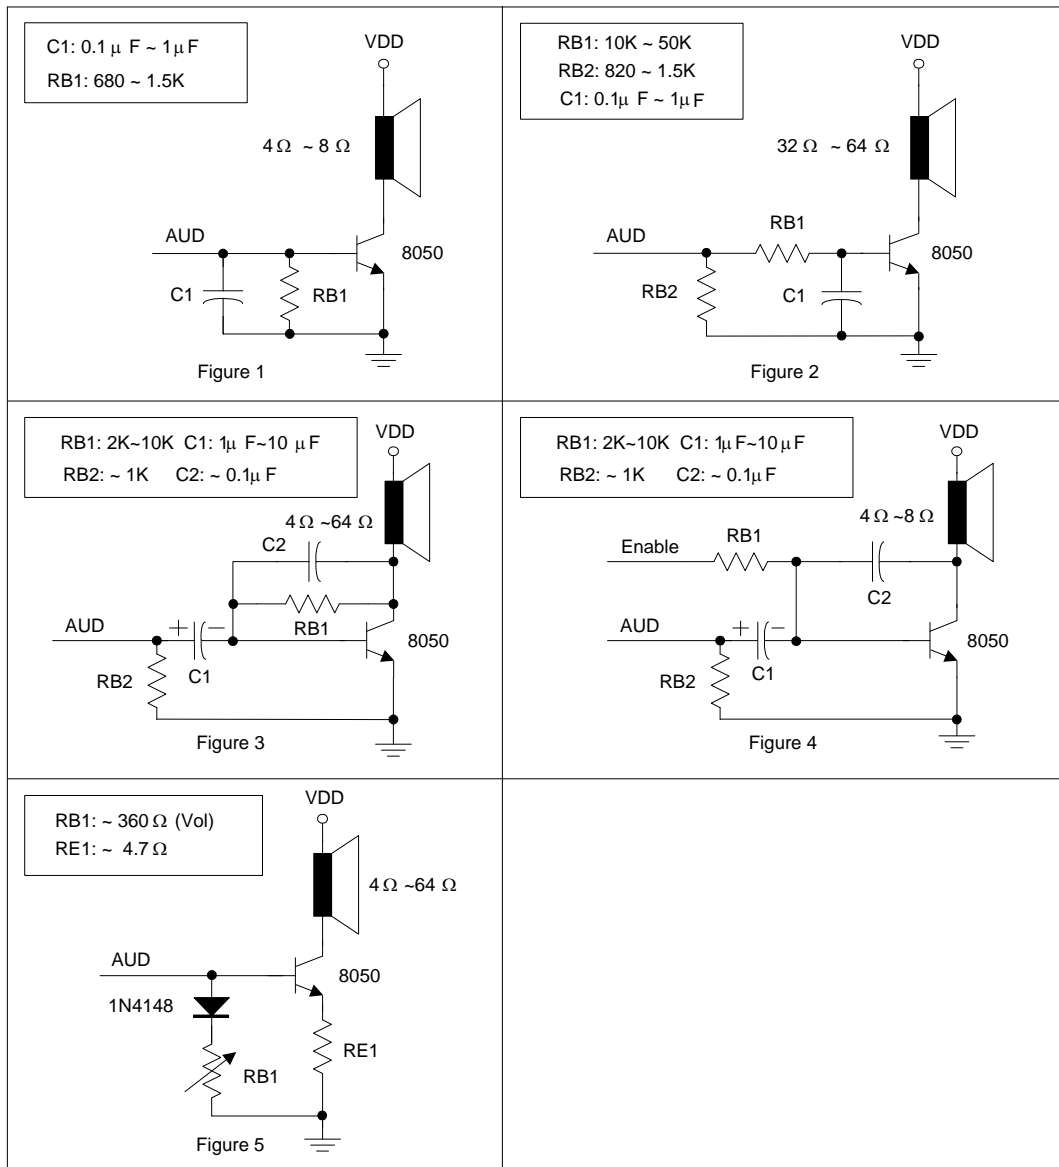 C1: 0.1 μ F ~ 1 μ F
RB1: 680 ~ 1.5K
VDD
4 Ω ~ 8 Ω
AUD
8050
C1
RB1
Figure 1
RB1: 10K ~ 50K
RB2: 820 ~ 1.5K
C1: 0.1μ F ~ 1μ F
VDD
32 Ω ~ 64 Ω
RB1
AUD
8050
RB2
C1
Figure 2
RB1: 2K~10K C1: 1μ F~10 μ F
RB2: ~ 1K C2: ~ 0.1μ F
VDD
4 Ω ~64 Ω
C2
RB1
AUD
+ −
8050
RB2
C1
Figure 3
RB1: 2K~10K C1: 1μ F~10 μ F
RB2: ~ 1K C2: ~ 0.1μ F
VDD
4 Ω ~8 Ω
RB1
Enable
C2
AUD
+ −
8050
RB2
C1
Figure 4
RB1: ~ 360 Ω (Vol)
RE1: ~ 4.7 Ω
VDD
4 Ω ~64 Ω
AUD
8050
1N4148
RE1
RB1
Figure 5